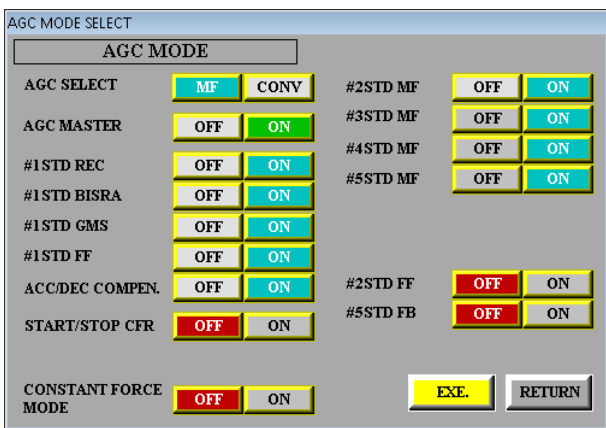 AGC MODE SELECT
AGC MODE
AGC SELECT MF CONV
AGC MASTER OFF ON
#1STD REC OFF ON
#1STD BISRA OFF ON
#1STD GMS OFF ON
#1STD FF OFF ON
ACC/DEC COMPEN. OFF ON
START/STOP CFR OFF ON
CONSTANT FORCE
MODE OFF ON
#2STD MF OFF ON
#3STD MF OFF ON
#4STD MF OFF ON
#5STD MF OFF ON
#2STD FF OFF ON
#5STD FB OFF ON
EXE. RETURN